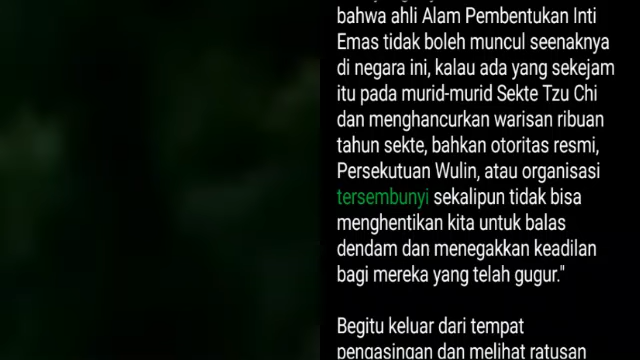 bahwa ahli Alam Pembentukan Inti
Emas tidak boleh muncul seenaknya
di negara ini, kalau ada yang sekejam
itu pada murid-murid Sekte Tzu Chi
dan menghancurkan warisan ribuan
tahun sekte, bahkan otoritas resmi,
Persekutuan Wulin, atau organisasi
tersembunyi sekalipun tidak bisa
menghentikan kita untuk balas
dendam dan menegakkan keadilan
bagi mereka yang telah gugur."
Begitu keluar dari tempat
pengasingan dan melihat ratusan